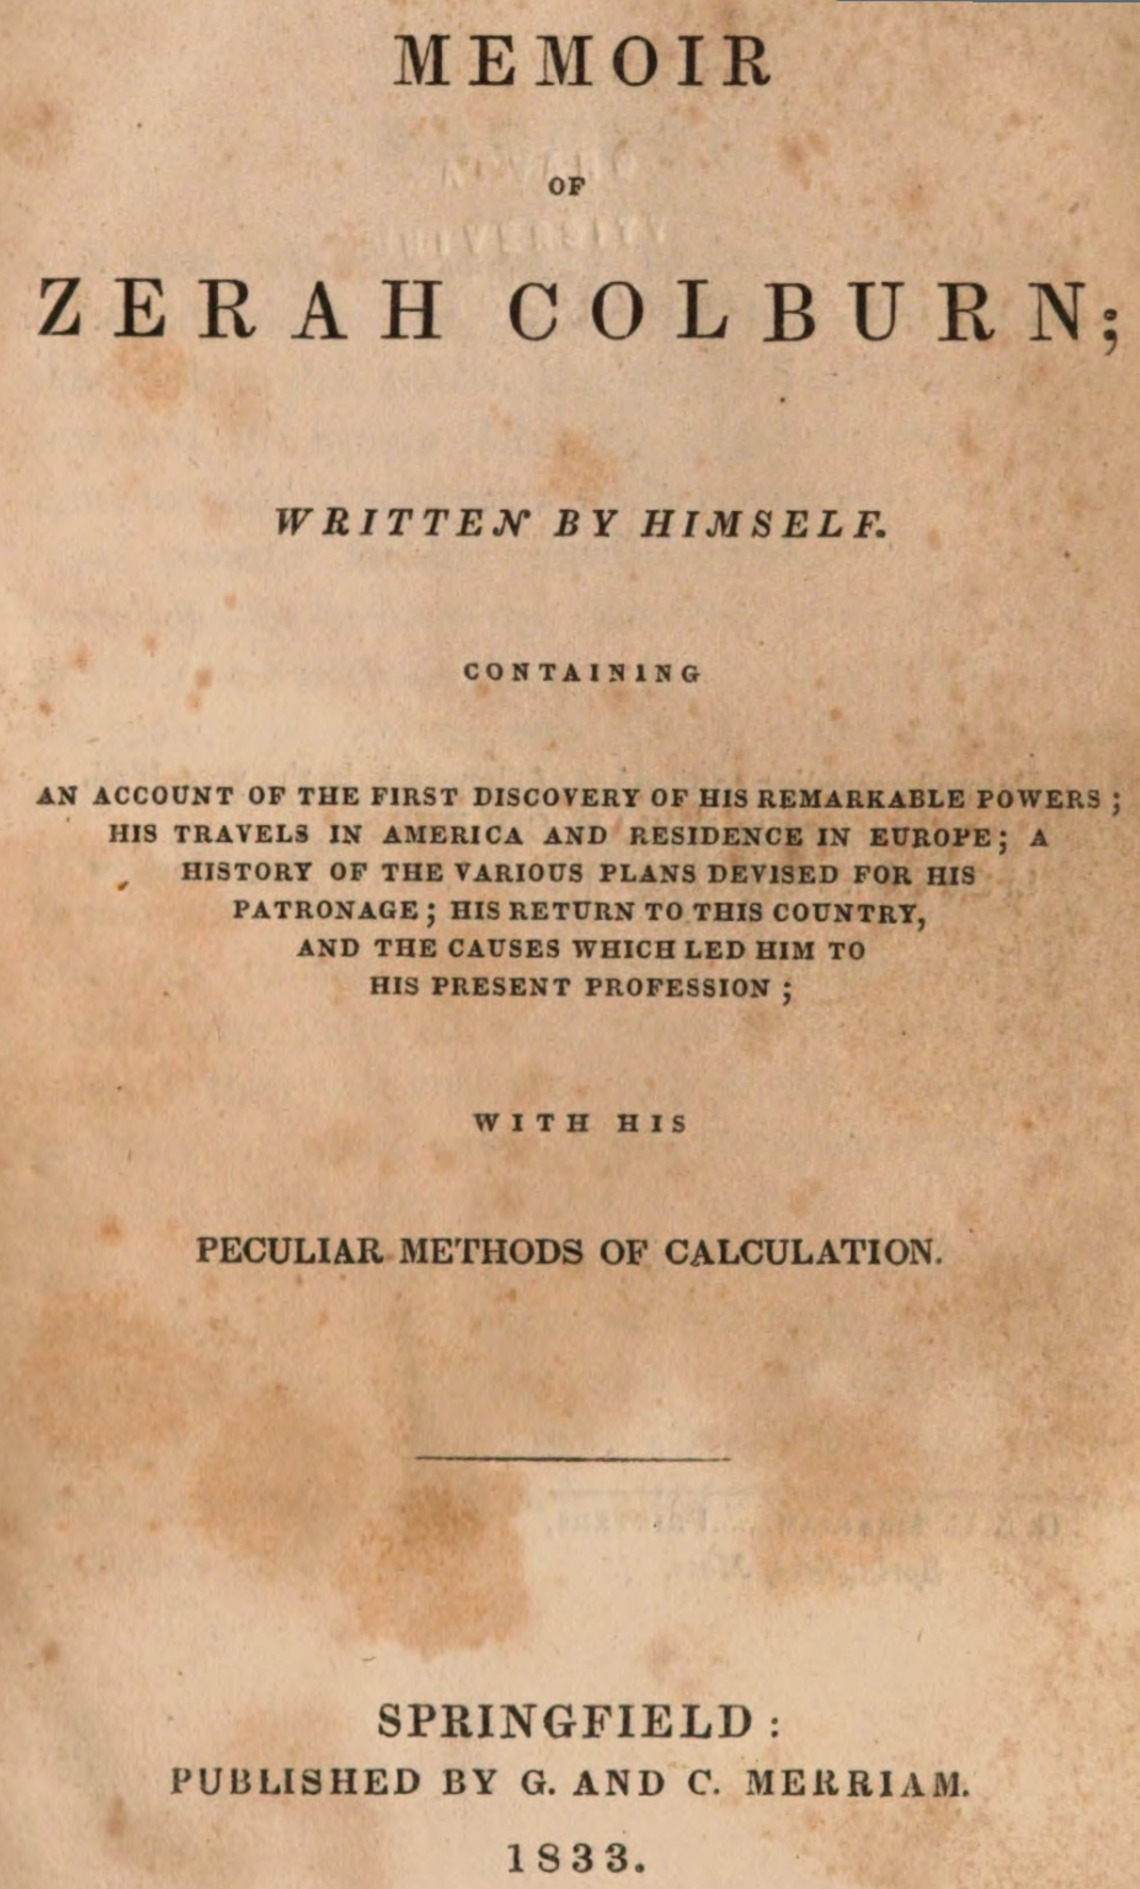 MEMOIR
OF
ZERAH COLBURN;
WRITTEN BY HIMSELF.
CONTAINING
AN ACCOUNT OF THE FIRST DISCOVERY OF HIS REMARKABLE POWERS ;
HIS TRAVELS IN AMERICA AND RESIDENCE IN EUROPE; A
HISTORY OF THE VARIOUS PLANS DEVISED FOR HIS
PATRONAGE ; HIS RETURN TO THIS COUNTRY,
AND THE CAUSES WHICH LED HIM TO
HIS PRESENT PROFESSION ;
WITH HIS
PECULIAR METHODS OF CALCULATION.
SPRINGFIELD :
PUBLISHED BY G. AND C. MERRIAM.
1833.